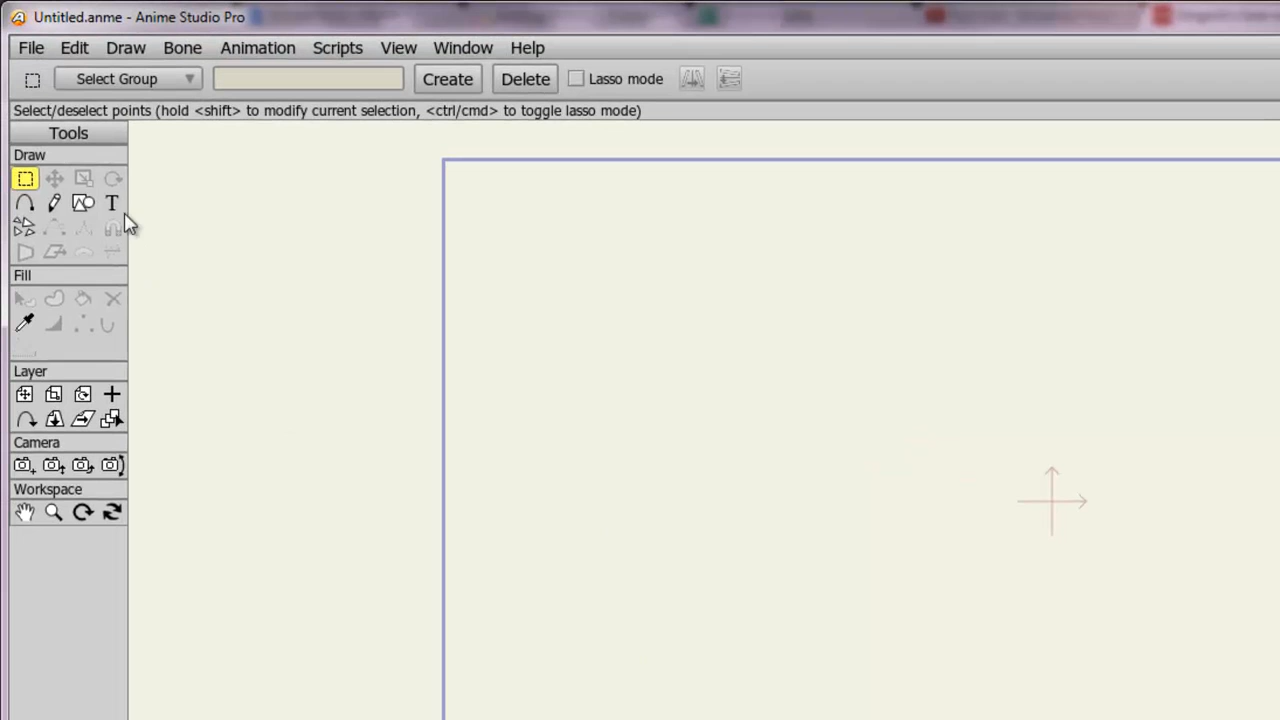 Untitled.anme - Anime Studio Pro
File Edit Draw Bone Animation Scripts View Window Help
Select Group Create Delete Lasso mode
Select/deselect points (hold <shift> to modify current selection, <ctrl/cmd> to toggle lasso mode)
Tools
Draw
T
Fill
Layer
Camera
Workspace